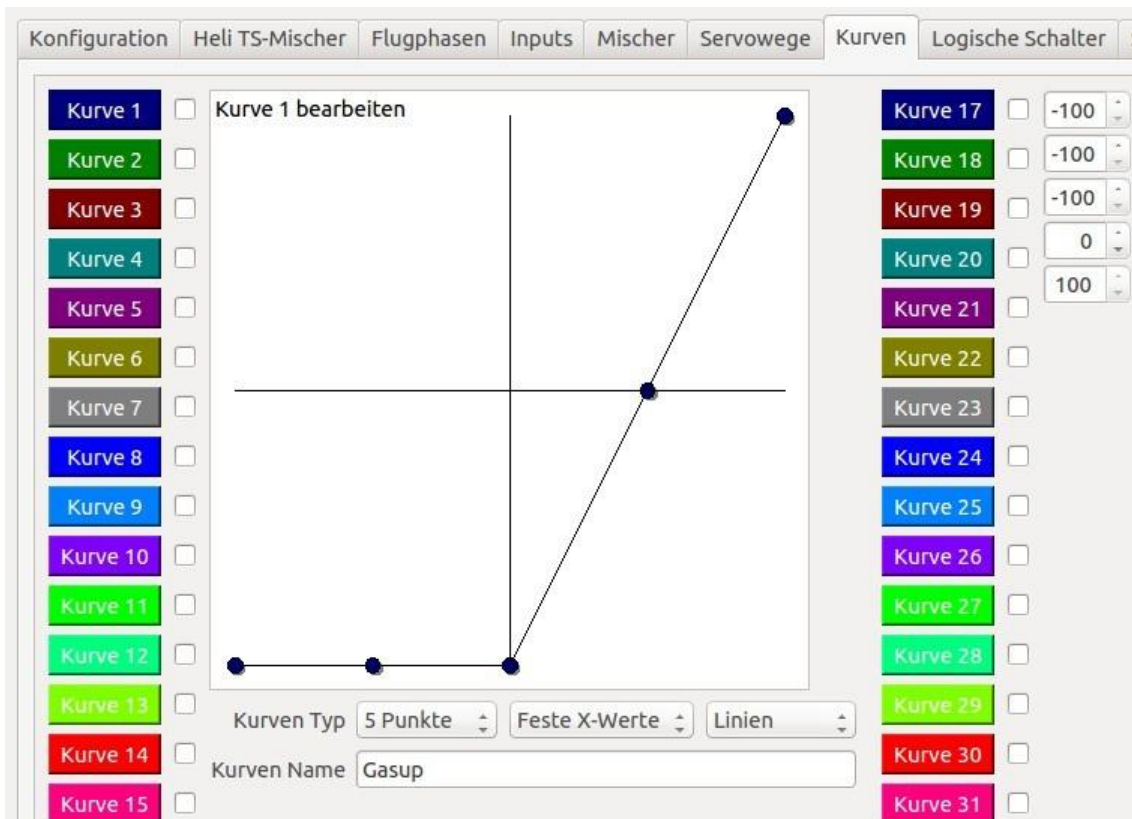 Konfiguration Heli TS-Mischer Flugphasen Inputs Mischer Servowege Kurven Logische Schalter
Kurve 1 Kurve 1 bearbeiten Kurve 17 -100
Kurve 2 Kurve 18 -100
Kurve 3 Kurve 19 -100
Kurve 4 Kurve 20 0
Kurve 5 Kurve 21 100
Kurve 6 Kurve 22
Kurve 7 Kurve 23
Kurve 8 Kurve 24
Kurve 9 Kurve 25
Kurve 10 Kurve 26
Kurve 11 Kurve 27
Kurve 12 Kurve 28
Kurve 13 Kurven Typ 5 Punkte Feste X-Werte Linien Kurve 29
Kurve 14 Kurven Name Gasup Kurve 30
Kurve 15 Kurve 31